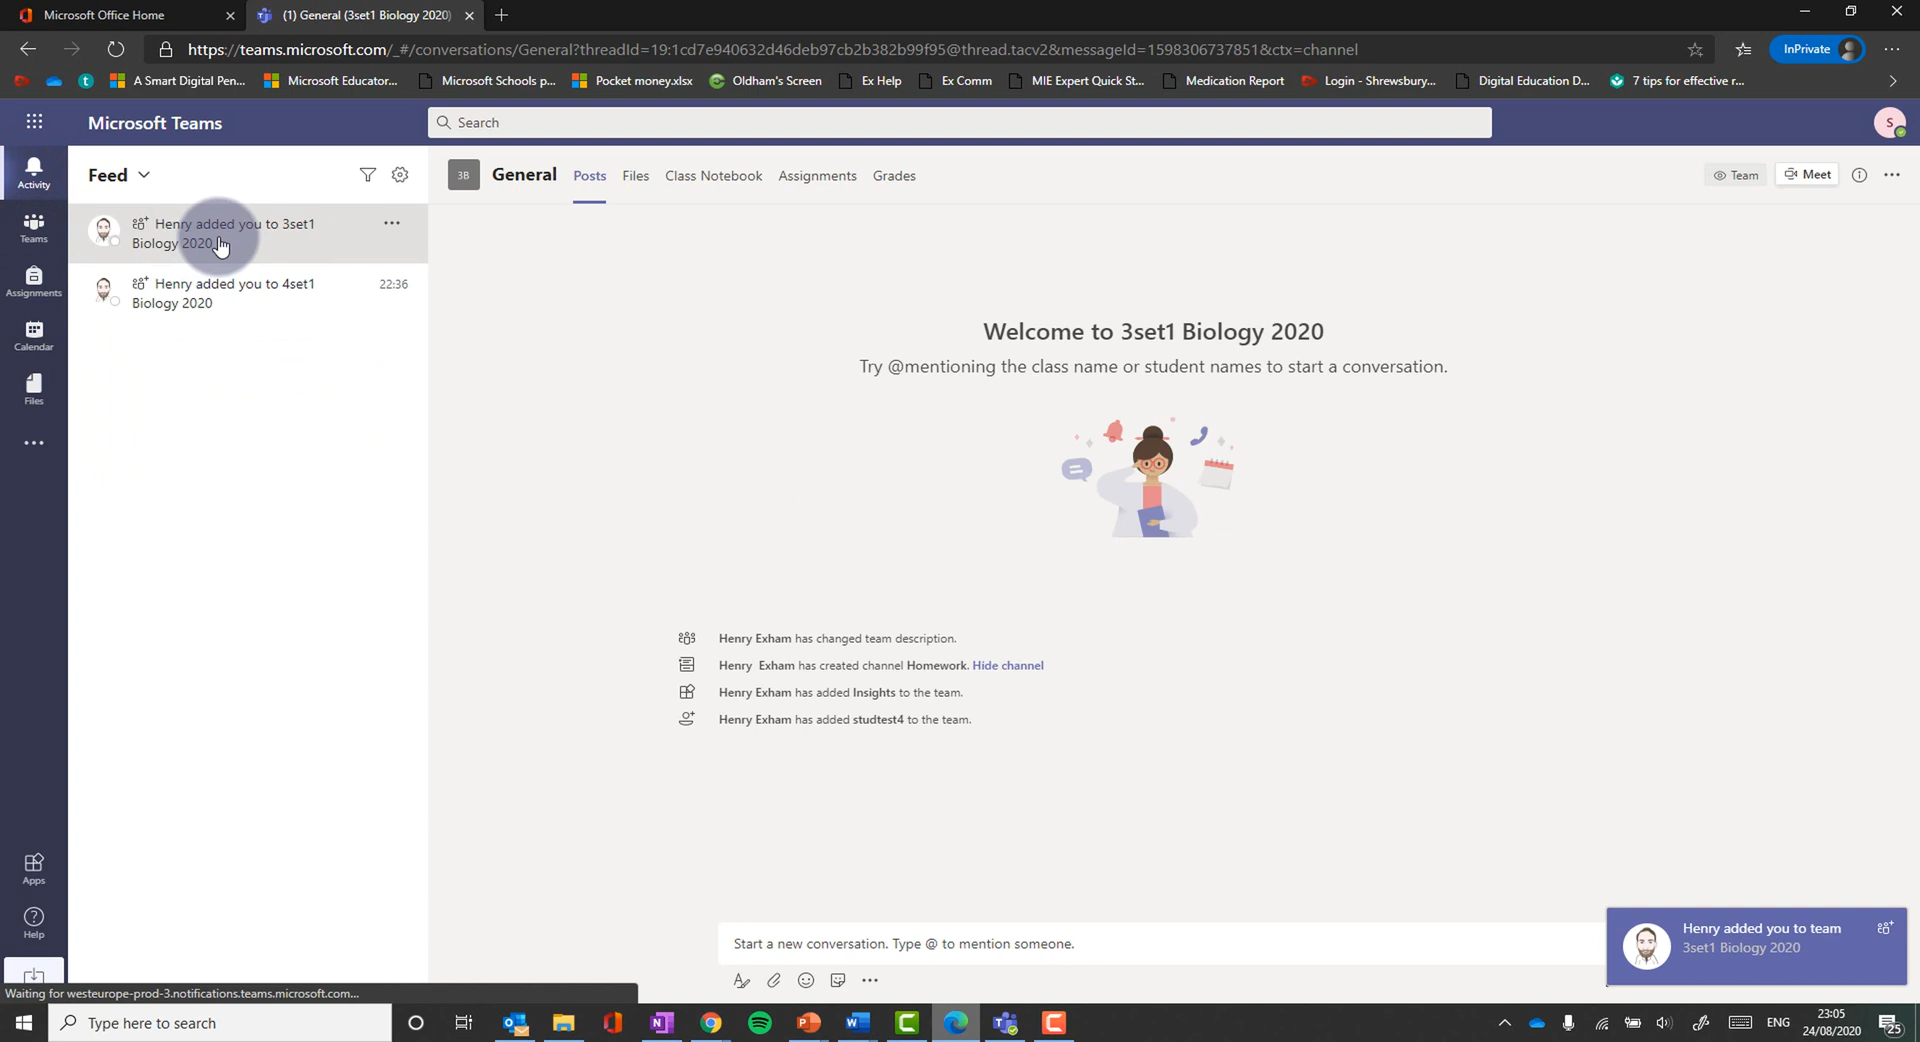 Microsoft Office Home
(1) General (3set1 Biology 2020)
https://teams.microsoft.com/_#/conversations/General?threadId=19:1cd7e940632d46deb97cb2b382b99f95@thread.tacv2&messageId=1598306737851&ctx=channel
InPrivate
A Smart Digital Pen...
Microsoft Educator...
Microsoft Schools p...
Pocket money.xlsx
Oldham's Screen
Ex Help
Ex Comm
MIE Expert Quick St...
Medication Report
Login - Shrewsbury...
Digital Education D...
7 tips for effective r...
Microsoft Teams
Search
S
Activity
Teams
Assignments
Calendar
Files
Apps
Help
Feed
Henry added you to 3set1
Biology 2020
Henry added you to 4set1
Biology 2020
22:36
3B
General
Posts
Files
Class Notebook
Assignments
Grades
Team
Meet
Welcome to 3set1 Biology 2020
Try @mentioning the class name or student names to start a conversation.
Henry Exham has changed team description.
Henry Exham has created channel Homework. Hide channel
Henry Exham has added Insights to the team.
Henry Exham has added studtest4 to the team.
Start a new conversation. Type @ to mention someone.
Henry added you to team
3set1 Biology 2020
Waiting for westeurope-prod-3.notifications.teams.microsoft.com...
Type here to search
ENG
23:05
24/08/2020
25